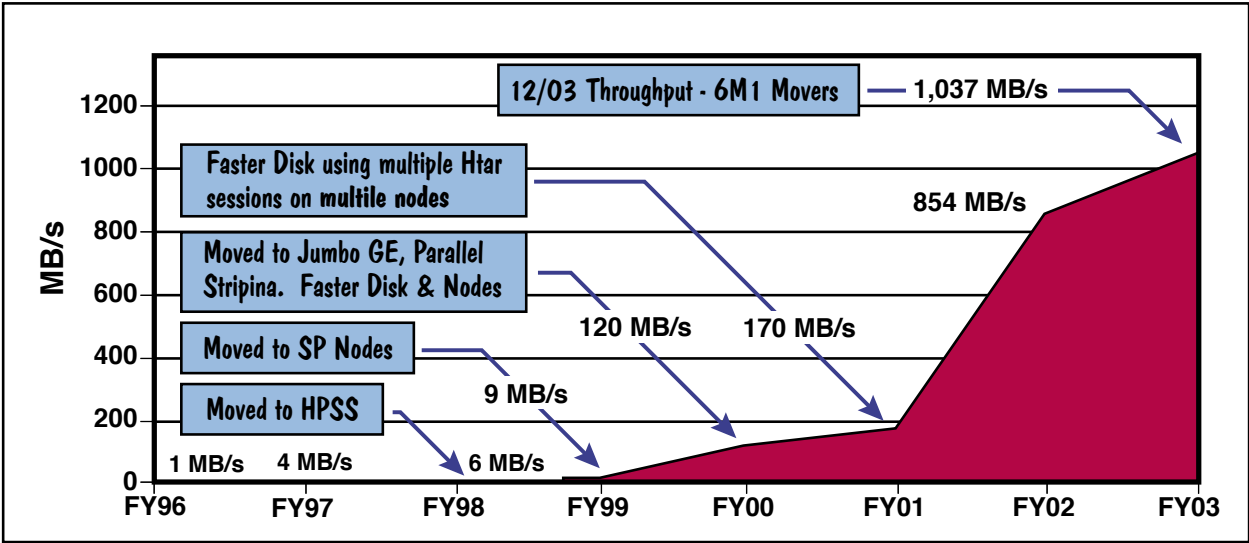 12/03 Throughput - 6M1 Movers
1,037 MB/s
1200
Faster Disk using multiple Htar
sessions on multile nodes
1000
854 MB/s
800
Moved to Jumbo GE, Parallel
Stripina. Faster Disk & Nodes
MB/s
600
120 MB/s
170 MB/s
Moved to SP Nodes
400
9 MB/s
Moved to HPSS
200
1 MB/s
4 MB/s
6 MB/s
0
FY96
FY97
FY98
FY99
FY00
FY01
FY02
FY03